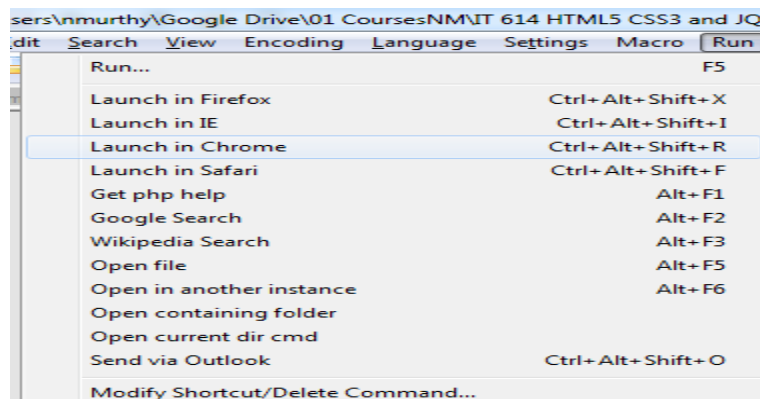 sers\nmurthy\Google Drive\01 CoursesNM\IT 614 HTML5 CSS3 and JQ
dit Search View Encoding Language Settings Macro Run
Run... F5
Launch in Firefox Ctrl+Alt+Shift+X
Launch in IE Ctrl+Alt+Shift+I
Launch in Chrome Ctrl+Alt+Shift+R
Launch in Safari Ctrl+Alt+Shift+F
Get php help Alt+F1
Google Search Alt+F2
Wikipedia Search Alt+F3
Open file Alt+F5
Open in another instance Alt+F6
Open containing folder
Open current dir cmd
Send via Outlook Ctrl+Alt+Shift+O
Modify Shortcut/Delete Command...